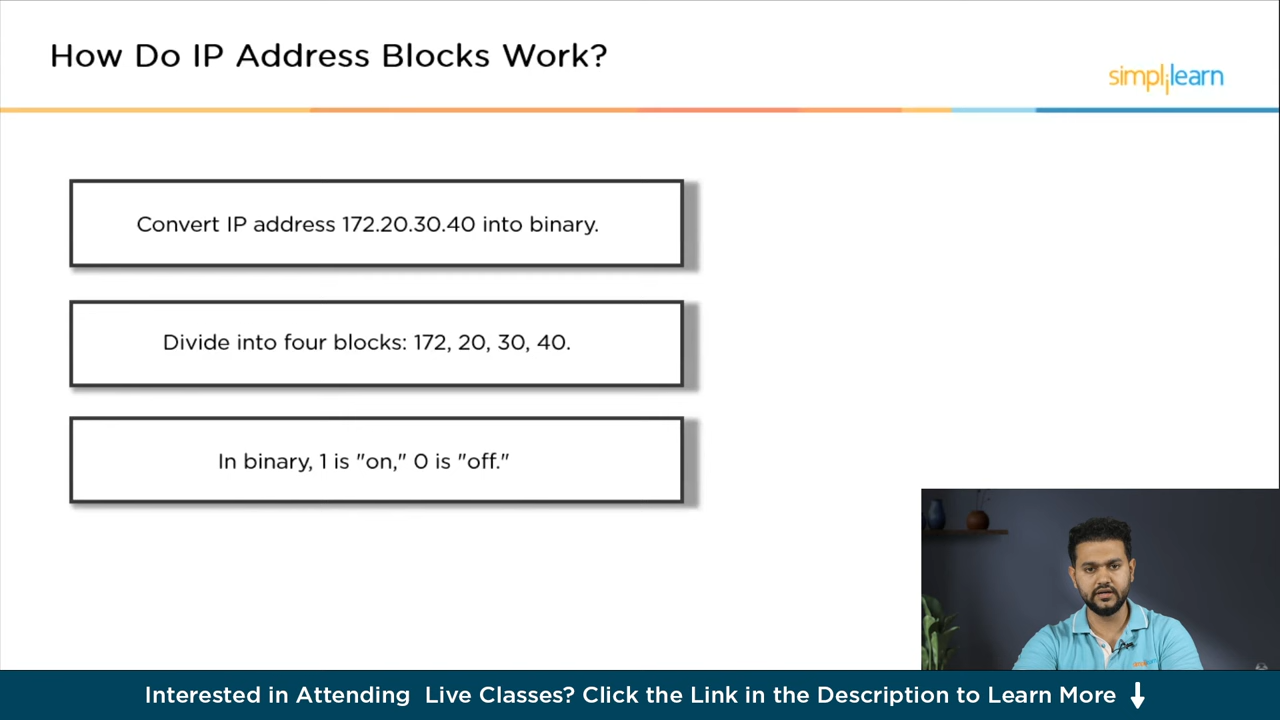 How Do IP Address Blocks Work?
simplilearn
Convert IP address 172.20.30.40 into binary.
Divide into four blocks: 172, 20, 30, 40.
In binary, 1 is "on," 0 is "off."
Interested in Attending Live Classes? Click the Link in the Description to Learn More